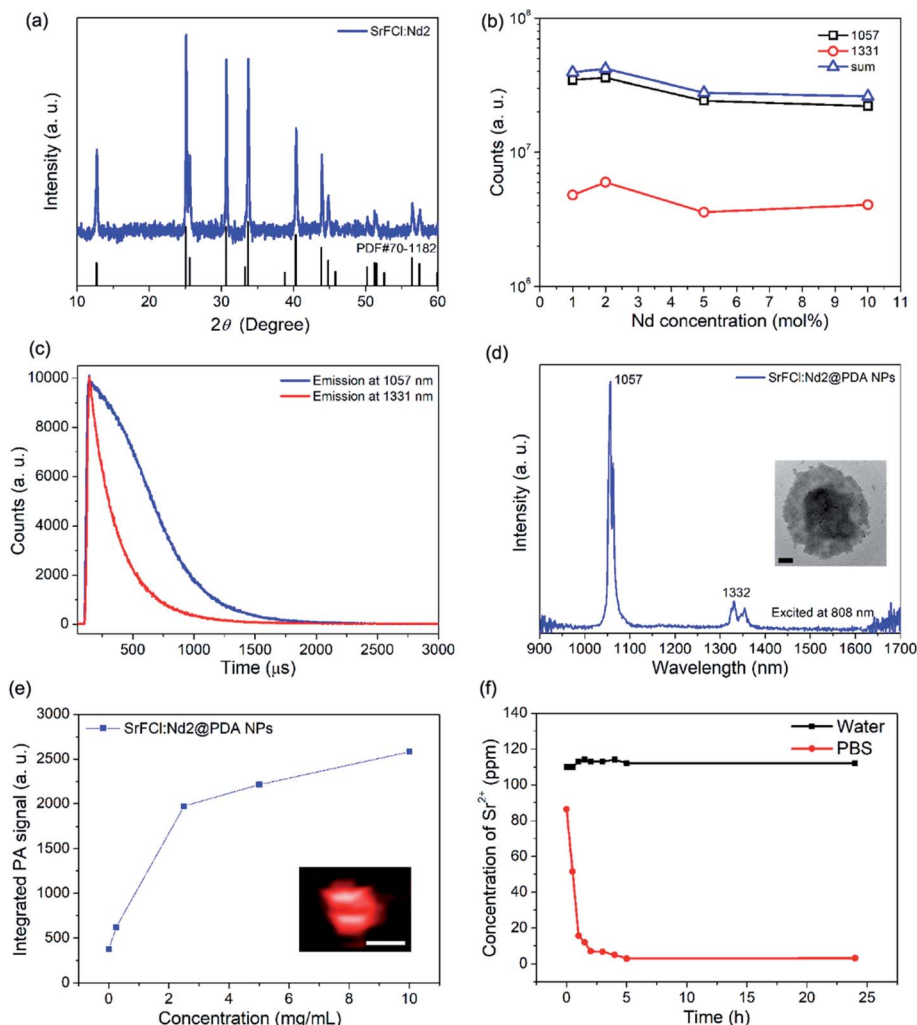 (a)
SrFCl:Nd2
Intensity (a. u.)
PDF#70-1182
10 20 30 40 50 60
2θ (Degree)
(b)
1057
1331
sum
Counts (a. u.)
10⁸
10⁷
10⁶
0 1 2 3 4 5 6 7 8 9 10 11
Nd concentration (mol%)
(c)
Emission at 1057 nm
Emission at 1331 nm
Counts (a. u.)
10000
8000
6000
4000
2000
0
500 1000 1500 2000 2500 3000
Time (μs)
(d)
1057
SrFCl:Nd2@PDA NPs
Intensity (a. u.)
1332
Excited at 808 nm
900 1000 1100 1200 1300 1400 1500 1600 1700
Wavelength (nm)
(e)
SrFCl:Nd2@PDA NPs
Integrated PA signal (a. u.)
3000
2500
2000
1500
1000
500
0
0 2 4 6 8 10
Concentration (mg/mL)
(f)
Water
PBS
Concentration of Sr²⁺ (ppm)
140
120
100
80
60
40
20
0
0 5 10 15 20 25
Time (h)